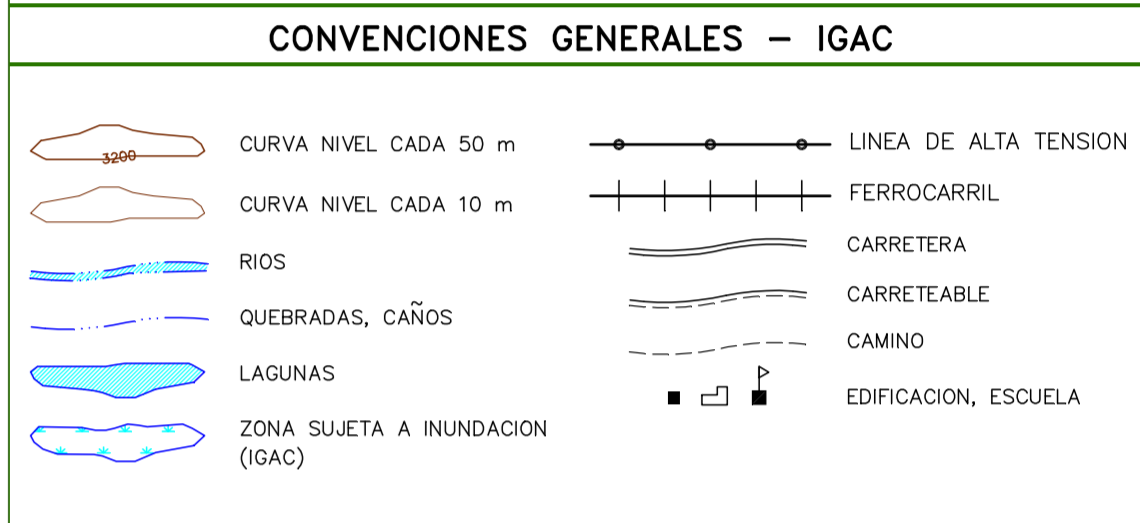 CONVENCIONES GENERALES – IGAC
3200
CURVA NIVEL CADA 50 m
CURVA NIVEL CADA 10 m
RIOS
QUEBRADAS, CAÑOS
LAGUNAS
ZONA SUJETA A INUNDACION
(IGAC)
LINEA DE ALTA TENSION
FERROCARRIL
CARRETERA
CARRETEABLE
CAMINO
EDIFICACION, ESCUELA